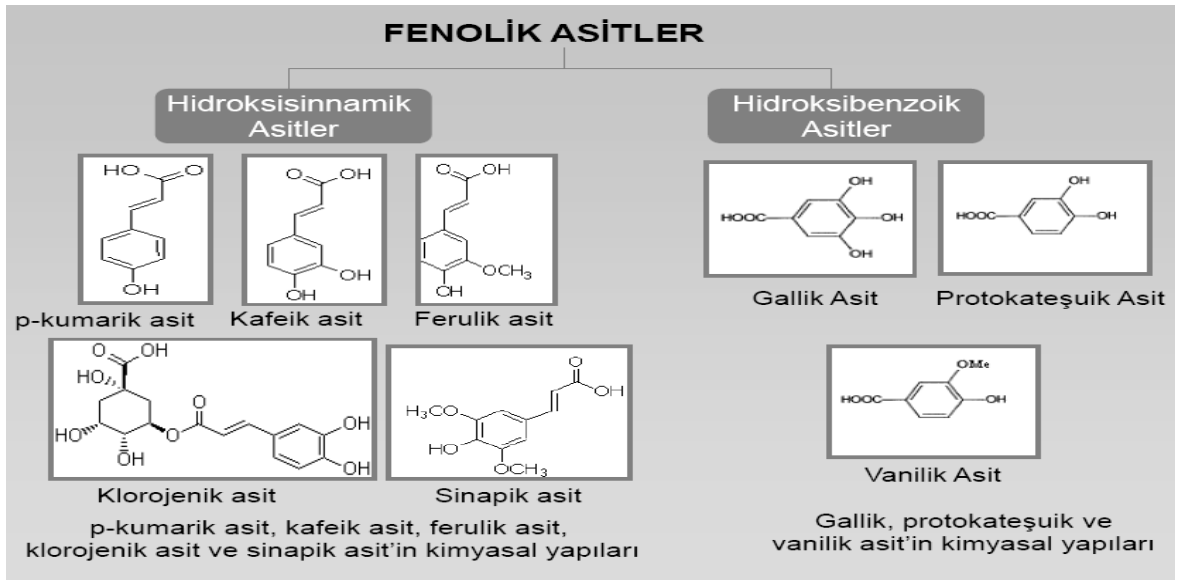 FENOLİK ASİTLER
Hidroksisinnamik
Asitler
Hidroksibenzoik
Asitler
HO
O
OH
p-kumarik asit
O
OH
OH
OH
Kafeik asit
O
OH
OCH₃
OH
Ferulik asit
HOOC
OH
OH
OH
Gallik Asit
HOOC
OH
OH
Protokateşuik Asit
O
OH
HO
O
O
HO
OH
OH
OH
Klorojenik asit
O
OH
H₃CO
HO
OCH₃
Sinapik asit
HOOC
OMe
OH
Vanilik Asit
p-kumarik asit, kafeik asit, ferulik asit,
klorojenik asit ve sinapik asit’in kimyasal yapıları
Gallik, protokateşuik ve
vanilik asit’in kimyasal yapıları